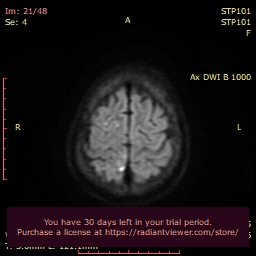 Im: 21/48
Se: 4
A
STP101
STP101
F
Ax DWI B 1000
R
L
You have 30 days left in your trial period.
Purchase a license at https://radiantviewer.com/store/